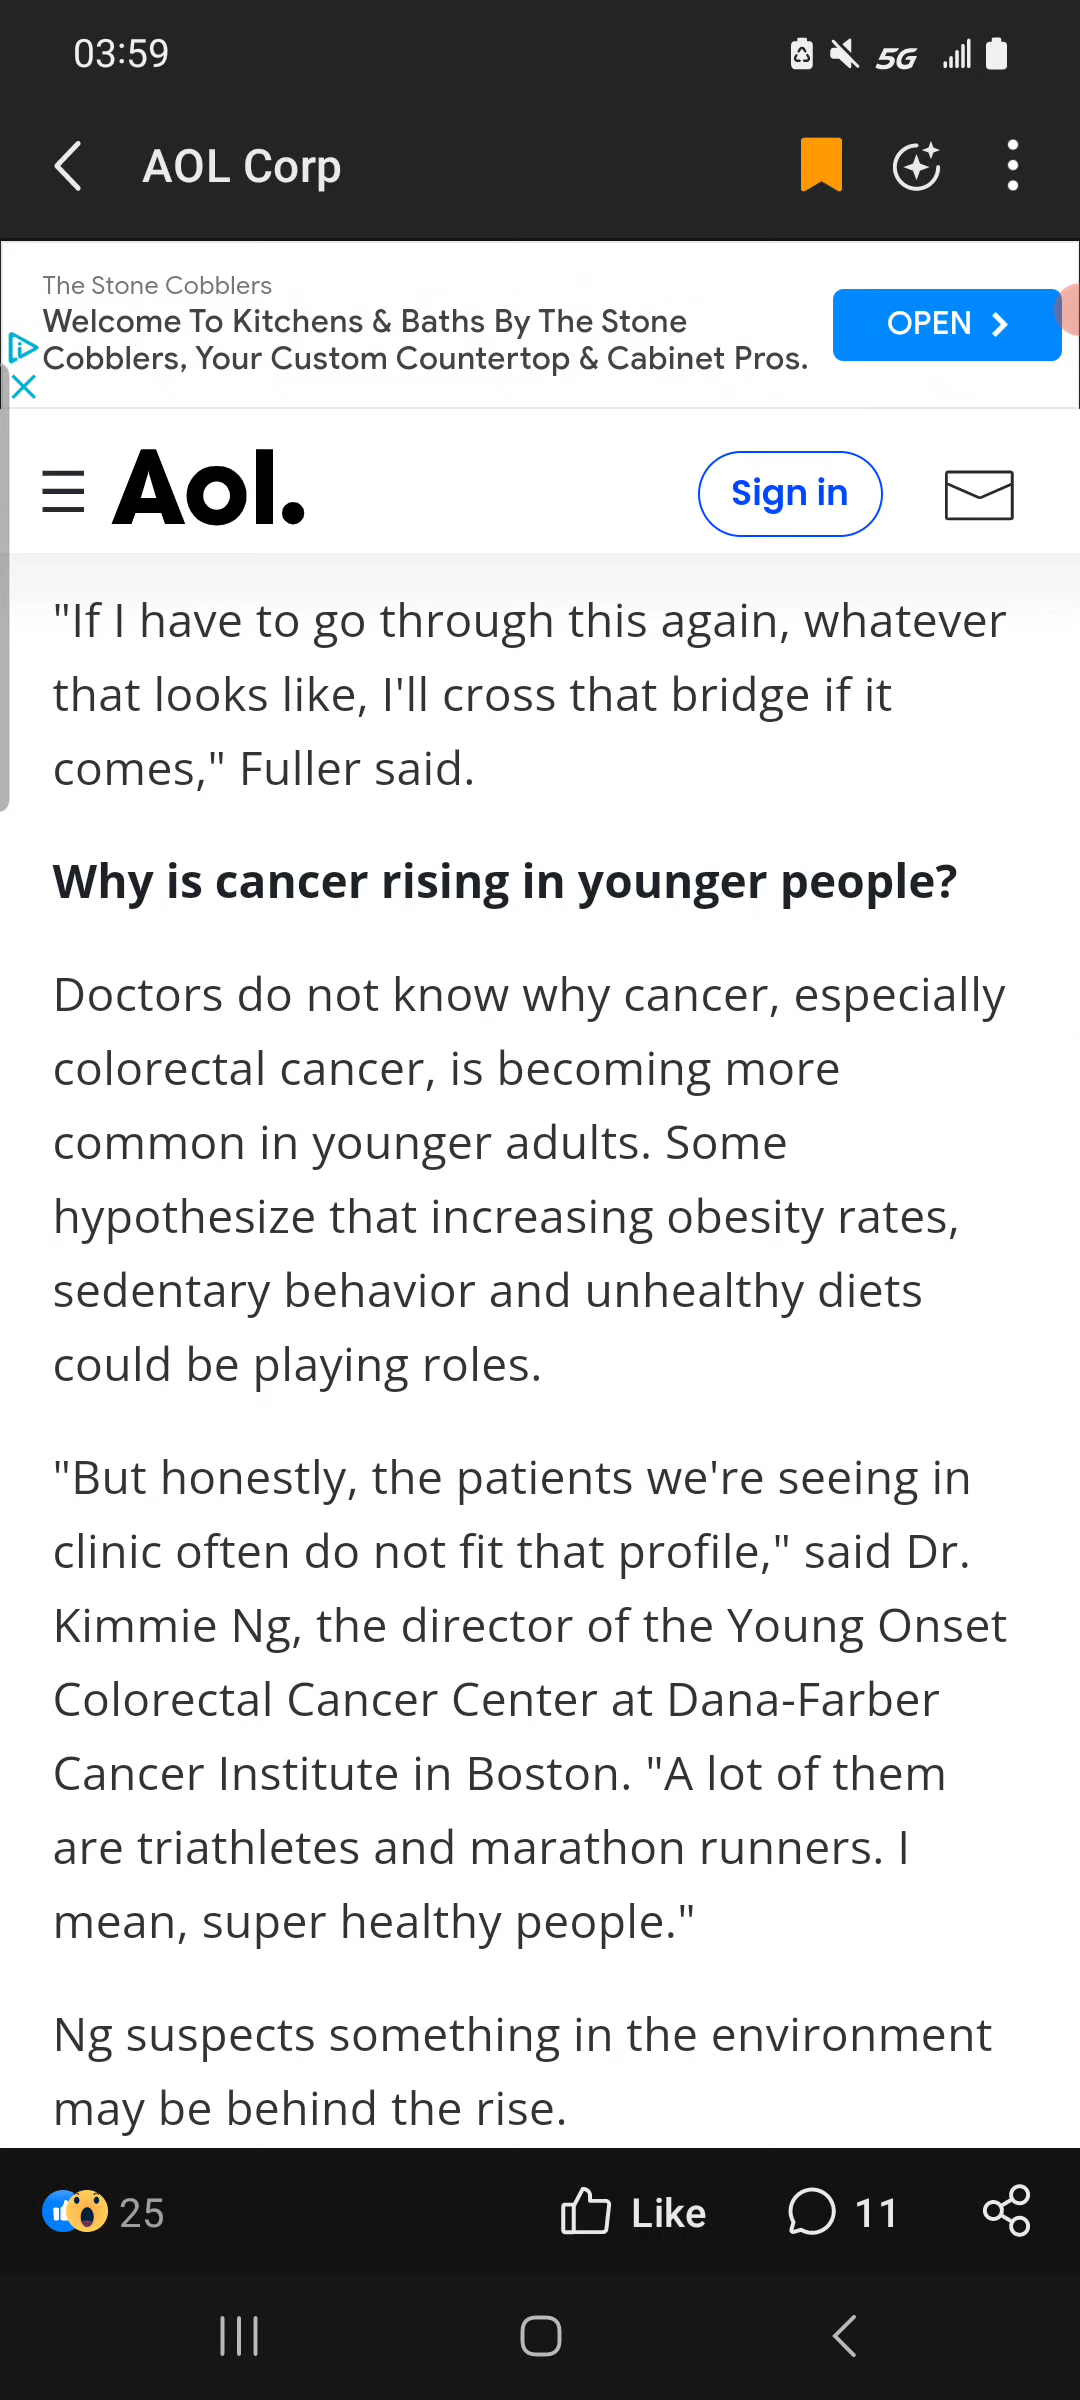 03:59
5G
AOL Corp
The Stone Cobblers
Welcome To Kitchens & Baths By The Stone
Cobblers, Your Custom Countertop & Cabinet Pros.
OPEN
Aol.
Sign in
"If I have to go through this again, whatever
that looks like, I'll cross that bridge if it
comes," Fuller said.
Why is cancer rising in younger people?
Doctors do not know why cancer, especially
colorectal cancer, is becoming more
common in younger adults. Some
hypothesize that increasing obesity rates,
sedentary behavior and unhealthy diets
could be playing roles.
"But honestly, the patients we're seeing in
clinic often do not fit that profile," said Dr.
Kimmie Ng, the director of the Young Onset
Colorectal Cancer Center at Dana-Farber
Cancer Institute in Boston. "A lot of them
are triathletes and marathon runners. I
mean, super healthy people."
Ng suspects something in the environment
may be behind the rise.
25
Like
11